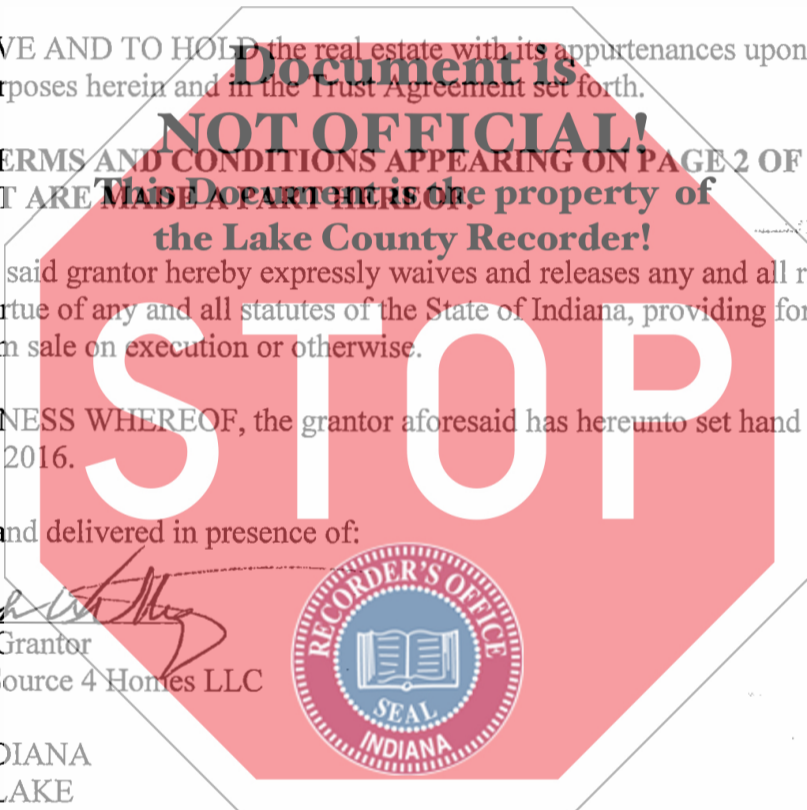 VE AND TO HOLD the real estate with its appurtenances upon
Document is
rposes herein and in the Trust Agreement set forth.
NOT OFFICIAL!
ERMS AND CONDITIONS APPEARING ON PAGE 2 OF
T ARE MADE A PART HEREOF.
This Document is the property of
the Lake County Recorder!
said grantor hereby expressly waives and releases any and all r
rtue of any and all statutes of the State of Indiana, providing for
m sale on execution or otherwise.
STOP
NESS WHEREOF, the grantor aforesaid has hereunto set hand
2016.
and delivered in presence of:
RECORDER'S OFFICE
SEAL
INDIANA
Grantor
ource 4 Homes LLC
DIANA
LAKE